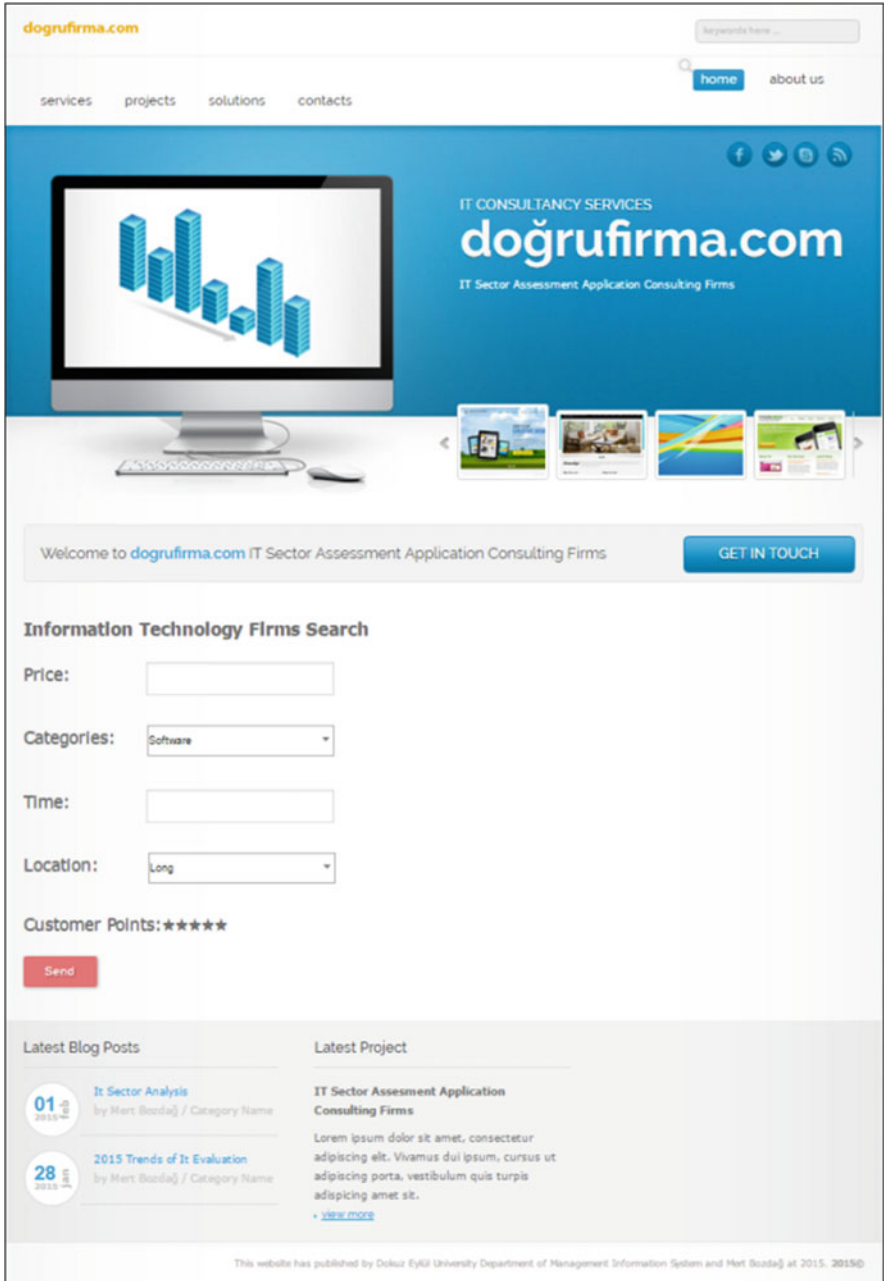 dogrufirma.com
keywords here ...
home about us
services projects solutions contacts
IT CONSULTANCY SERVICES
doğrufirma.com
IT Sector Assessment Application Consulting Firms
Welcome to dogrufirma.com IT Sector Assessment Application Consulting Firms
GET IN TOUCH
Information Technology Firms Search
Price:
Categories: Software
Time:
Location: Long
Customer Points:★★★★★
Send
Latest Blog Posts
01 feb 2015
It Sector Analysis
by Mert Bozdağ / Category Name
28 jan 2015
2015 Trends of It Evaluation
by Mert Bozdağ / Category Name
Latest Project
IT Sector Assesment Application
Consulting Firms
Lorem ipsum dolor sit amet, consectetur
adipiscing elit. Vivamus dui ipsum, cursus ut
adipiscing porta, vestibulum quis turpis
adispicing amet sit.
view more
This website has published by Dokuz Eylül University Department of Management Information System and Mert Bozdağ at 2015. 2015©